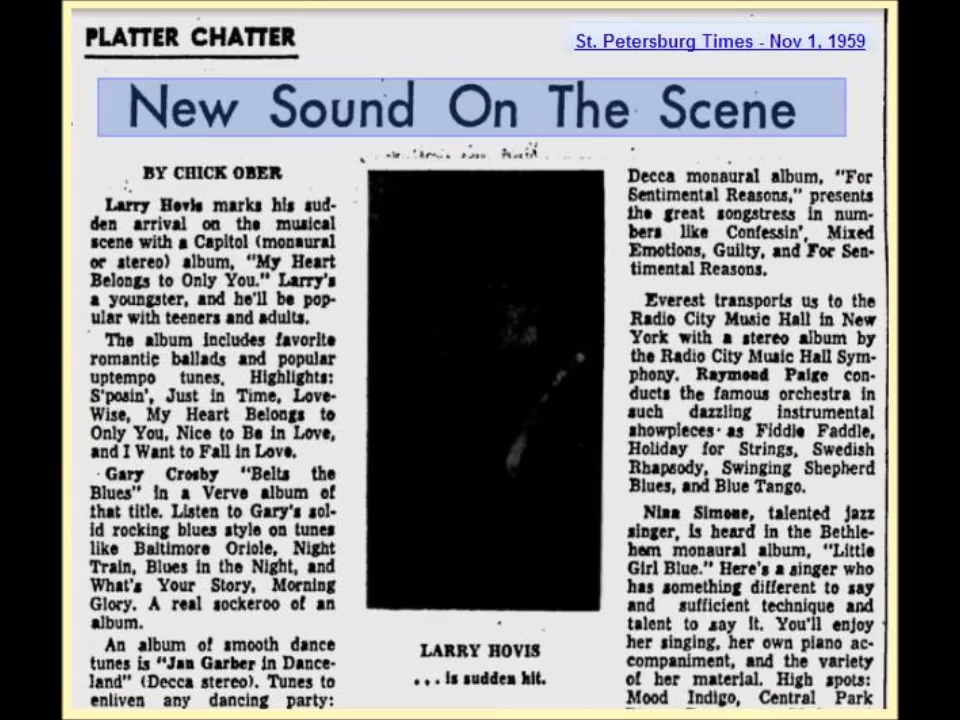 PLATTER CHATTER
St. Petersburg Times - Nov 1, 1959
New Sound On The Scene
BY CHICK OBER
Larry Hovis marks his sud-
den arrival on the musical
scene with a Capitol (monaural
or stereo) album, "My Heart
Belongs to Only You." Larry's
a youngster, and he'll be pop-
ular with teeners and adults.
The album includes favorite
romantic ballads and popular
uptempo tunes, Highlights:
S'posin', Just in Time, Love-
Wise, My Heart Belongs to
Only You, Nice to Be in Love,
and I Want to Fall in Love.
Gary Crosby "Belts the
Blues" in a Verve album of
that title. Listen to Gary's sol-
id rocking blues style on tunes
like Baltimore Oriole, Night
Train, Blues in the Night, and
What's Your Story, Morning
Glory. A real sockeroo of an
album.
An album of smooth dance
tunes is "Jan Garber in Dance-
land" (Decca stereo). Tunes to
enliven any dancing party:
LARRY HOVIS
. . . is sudden hit.
Decca monaural album, "For
Sentimental Reasons," presents
the great songstress in num-
bers like Confessin', Mixed
Emotions, Guilty, and For Sen-
timental Reasons.
Everest transports us to the
Radio City Music Hall in New
York with a stereo album by
the Radio City Music Hall Sym-
phony. Raymond Paige con-
ducts the famous orchestra in
such dazzling instrumental
showpieces as Fiddle Faddle,
Holiday for Strings, Swedish
Rhapsody, Swinging Shepherd
Blues, and Blue Tango.
Nina Simone, talented jazz
singer, is heard in the Bethle-
hem monaural album, "Little
Girl Blue." Here's a singer who
has something different to say
and sufficient technique and
talent to say it. You'll enjoy
her singing, her own piano ac-
companiment, and the variety
of her material. High spots:
Mood Indigo, Central Park